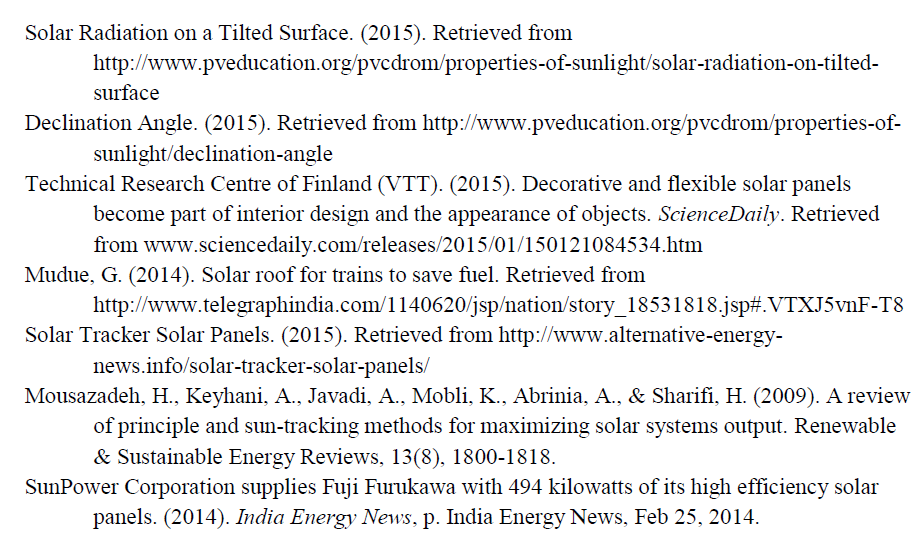 Solar Radiation on a Tilted Surface. (2015). Retrieved from
http://www.pveducation.org/pvcdrom/properties-of-sunlight/solar-radiation-on-tilted-
surface
Declination Angle. (2015). Retrieved from http://www.pveducation.org/pvcdrom/properties-of-
sunlight/declination-angle
Technical Research Centre of Finland (VTT). (2015). Decorative and flexible solar panels
become part of interior design and the appearance of objects. ScienceDaily. Retrieved
from www.sciencedaily.com/releases/2015/01/150121084534.htm
Mudue, G. (2014). Solar roof for trains to save fuel. Retrieved from
http://www.telegraphindia.com/1140620/jsp/nation/story_18531818.jsp#.VTXJ5vnF-T8
Solar Tracker Solar Panels. (2015). Retrieved from http://www.alternative-energy-
news.info/solar-tracker-solar-panels/
Mousazadeh, H., Keyhani, A., Javadi, A., Mobli, K., Abrinia, A., & Sharifi, H. (2009). A review
of principle and sun-tracking methods for maximizing solar systems output. Renewable
& Sustainable Energy Reviews, 13(8), 1800-1818.
SunPower Corporation supplies Fuji Furukawa with 494 kilowatts of its high efficiency solar
panels. (2014). India Energy News, p. India Energy News, Feb 25, 2014.